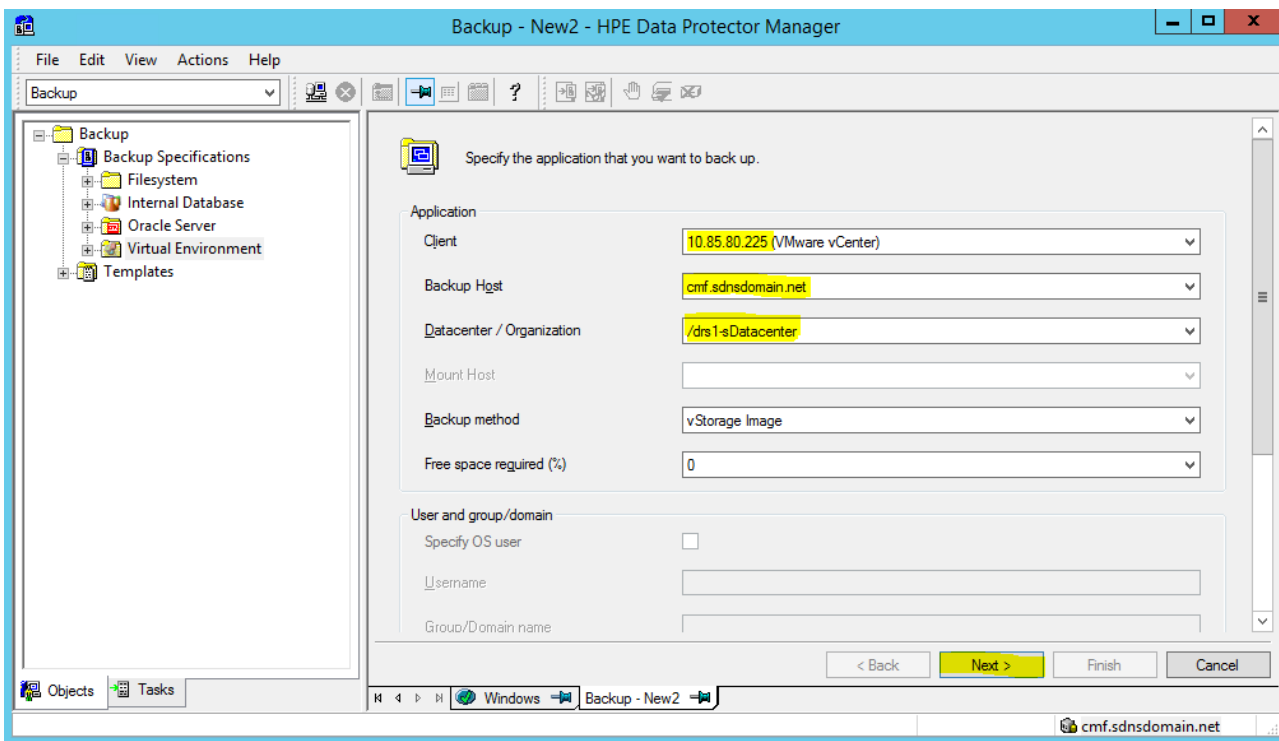 Backup - New2 - HPE Data Protector Manager
File Edit View Actions Help
Backup
?
Backup
Backup Specifications
Filesystem
Internal Database
Oracle Server
Virtual Environment
Templates
Specify the application that you want to back up.
Application
Client 10.85.80.225 (VMware vCenter)
Backup Host cmf.sdnsdomain.net
Datacenter / Organization /drs1-sDatacenter
Mount Host
Backup method vStorage Image
Free space required (%) 0
User and group/domain
Specify OS user
Username
Group/Domain name
< Back Next > Finish Cancel
Objects Tasks
Windows Backup - New2
cmf.sdnsdomain.net